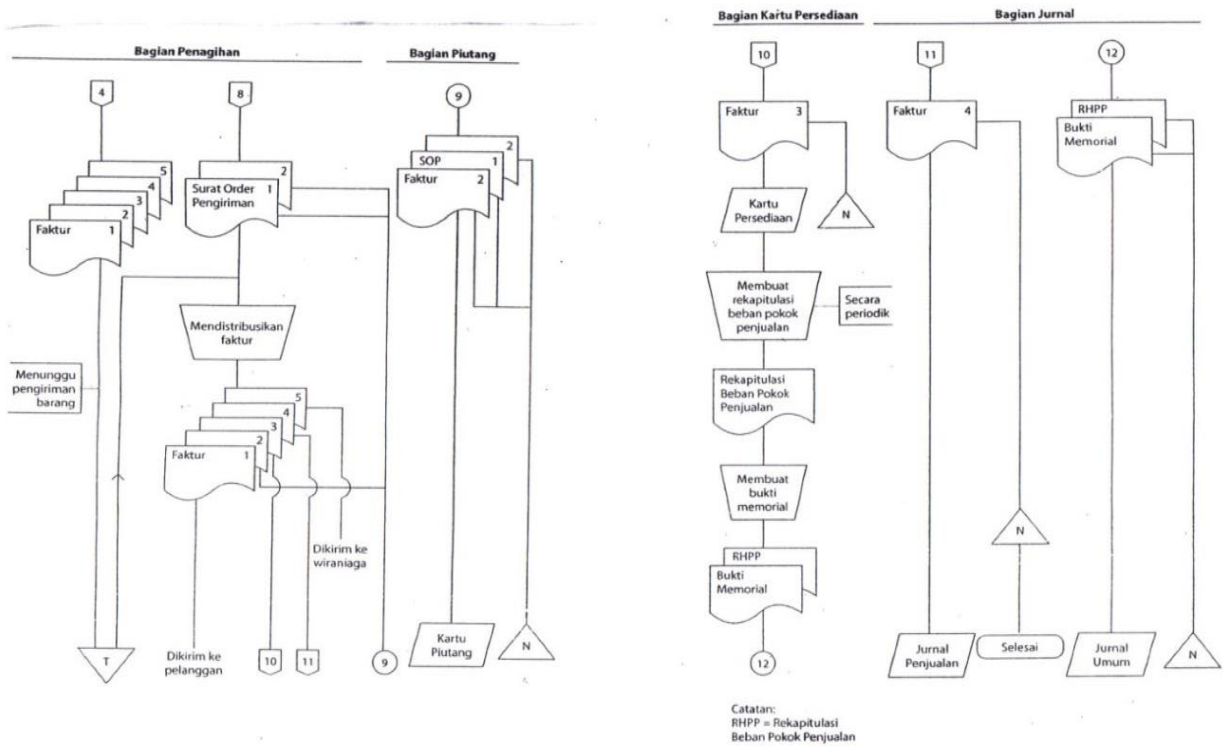 Bagian Penagihan
Bagian Piutang
4
8
9
5
4
3
2
Faktur 1
2
Surat Order 1
Pengiriman
2
SOP 1
Faktur 2
Mendistribusikan
faktur
Menunggu
pengiriman
barang
5
4
3
2
Faktur 1
Dikirim ke
wiraniaga
T
Dikirim ke
pelanggan
10
11
9
Kartu
Piutang
N
Bagian Kartu Persediaan
Bagian Jurnal
10
11
12
Faktur 3
Faktur 4
RHPP
Bukti
Memorial
Kartu
Persediaan
N
Membuat
rekapitulasi
beban pokok
penjualan
Secara
periodik
Rekapitulasi
Beban Pokok
Penjualan
Membuat
bukti
memorial
N
RHPP
Bukti
Memorial
12
Jurnal
Penjualan
Selesai
Jurnal
Umum
N
Catatan:
RHPP = Rekapitulasi
Beban Pokok Penjualan